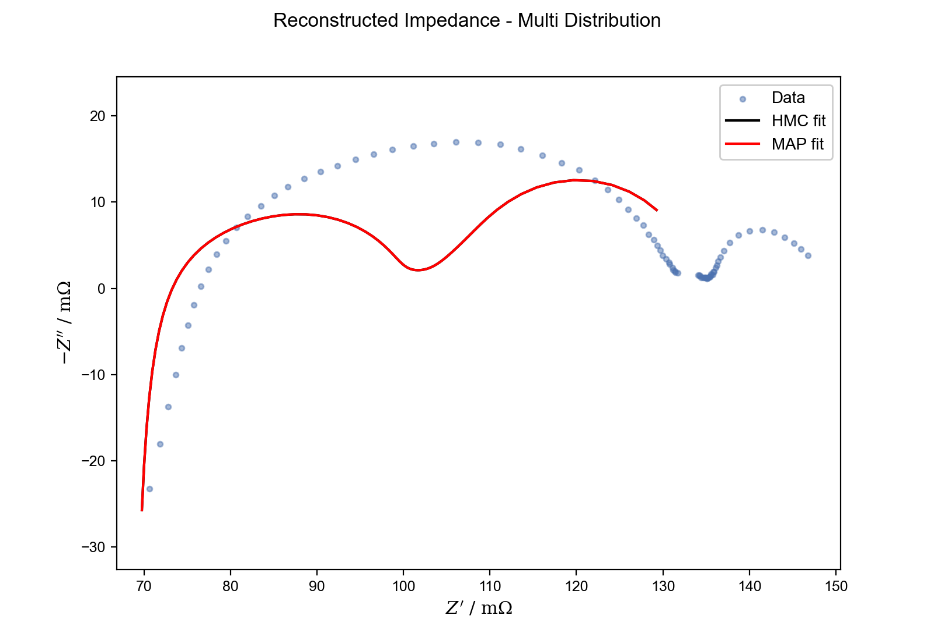 Reconstructed Impedance - Multi Distribution
Data
HMC fit
MAP fit
20
10
0
−10
−20
−30
−Z″ / mΩ
70 80 90 100 110 120 130 140 150
Z′ / mΩ